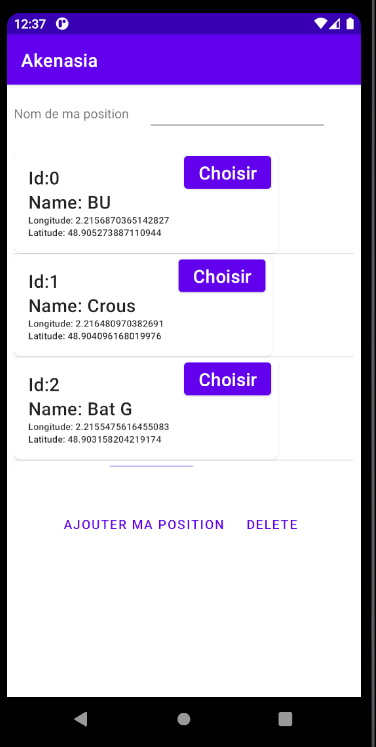 12:37
Akenasia
Nom de ma position
Id:0
Choisir
Name: BU
Longitude: 2.2156870365142827
Latitude: 48.905273887110944
Id:1
Choisir
Name: Crous
Longitude: 2.216480970382691
Latitude: 48.904096168019976
Id:2
Choisir
Name: Bat G
Longitude: 2.2155475616455083
Latitude: 48.903158204219174
AJOUTER MA POSITION DELETE